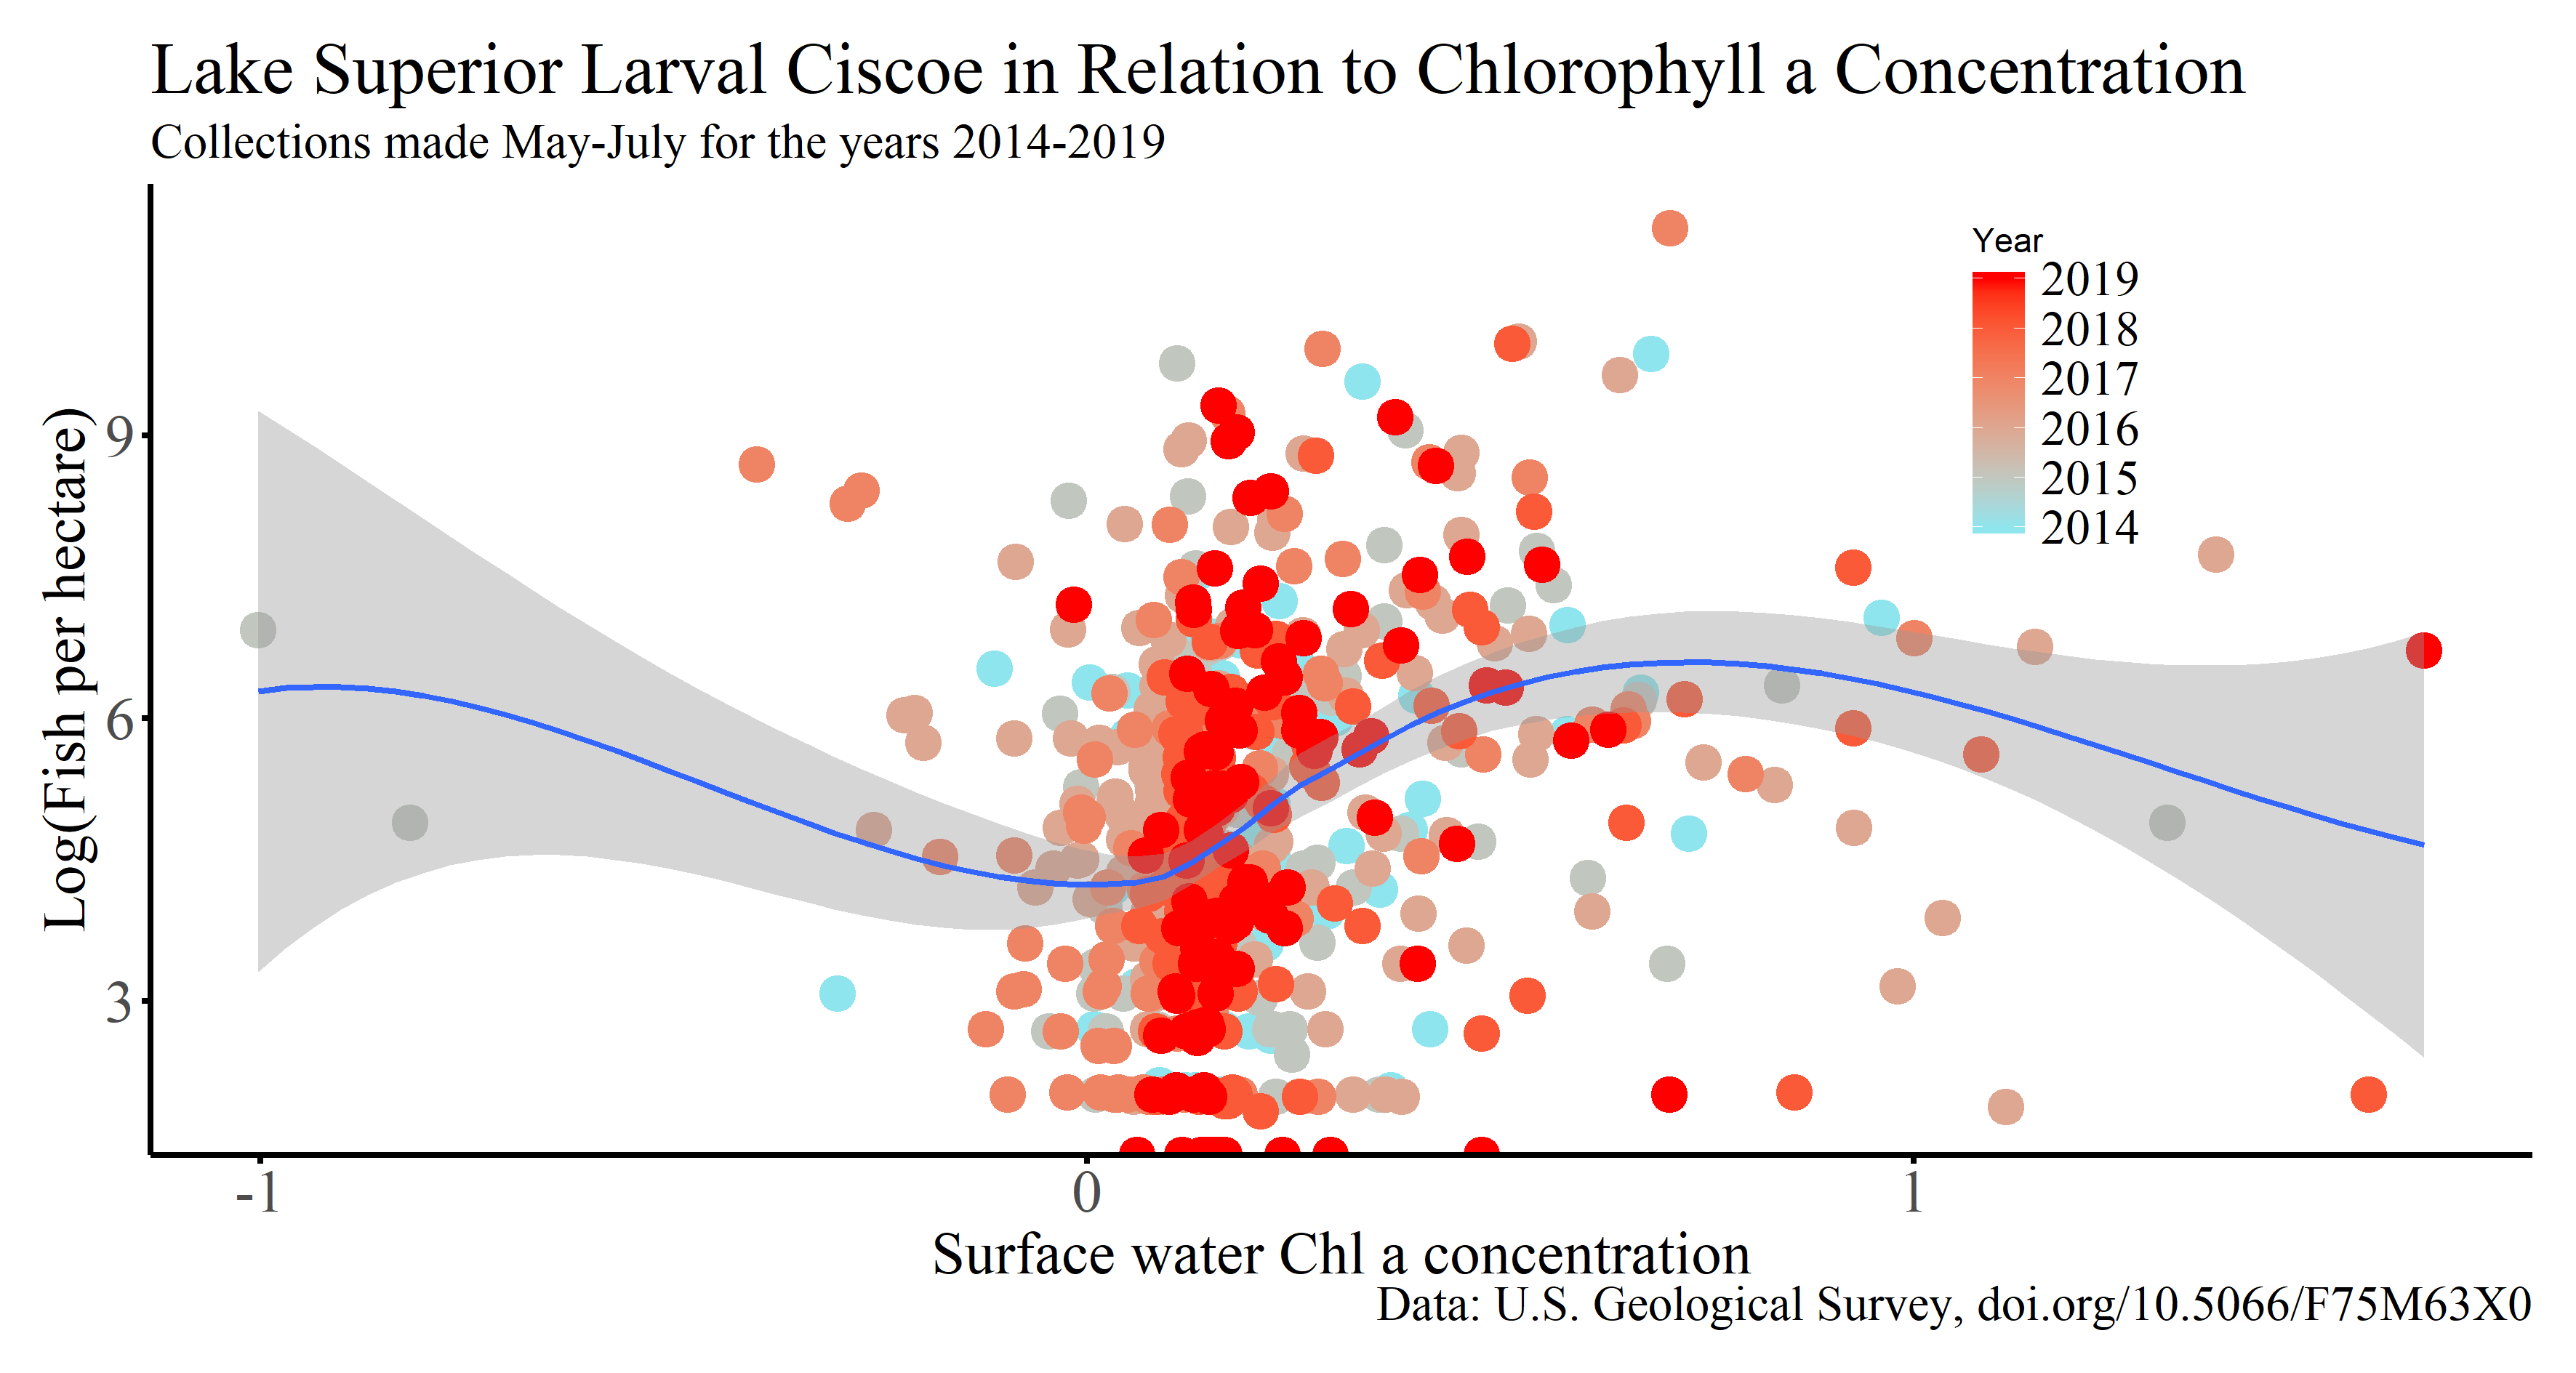 Lake Superior Larval Ciscoe in Relation to Chlorophyll a Concentration
Collections made May-July for the years 2014-2019
Year
2019
2018
2017
2016
2015
2014
Log(Fish per hectare)
9
6
3
-1
0
1
Surface water Chl a concentration
Data: U.S. Geological Survey, doi.org/10.5066/F75M63X0